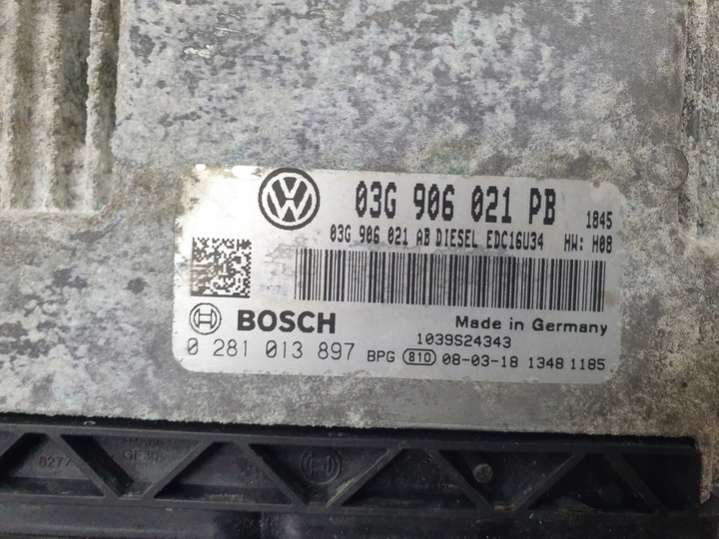 03G 906 021 PB 1845
03G 906 021 AB DIESEL EDC16U34 HW: H08
BOSCH Made in Germany
1039S24343
0 281 013 897 BPG 810 08-03-18 1348 1185
8277